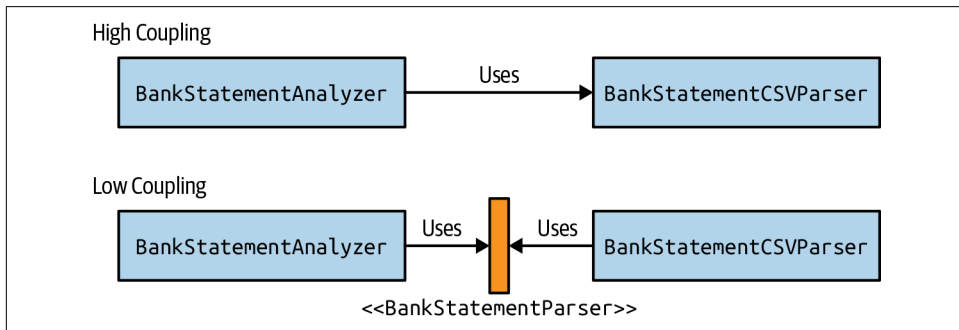 High Coupling
BankStatementAnalyzer Uses BankStatementCSVParser
Low Coupling
BankStatementAnalyzer Uses Uses BankStatementCSVParser
<<BankStatementParser>>